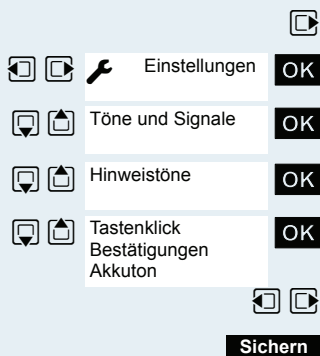 Einstellungen OK
Töne und Signale OK
Hinweistöne OK
Tastenklick OK
Bestätigungen
Akkuton
Sichern